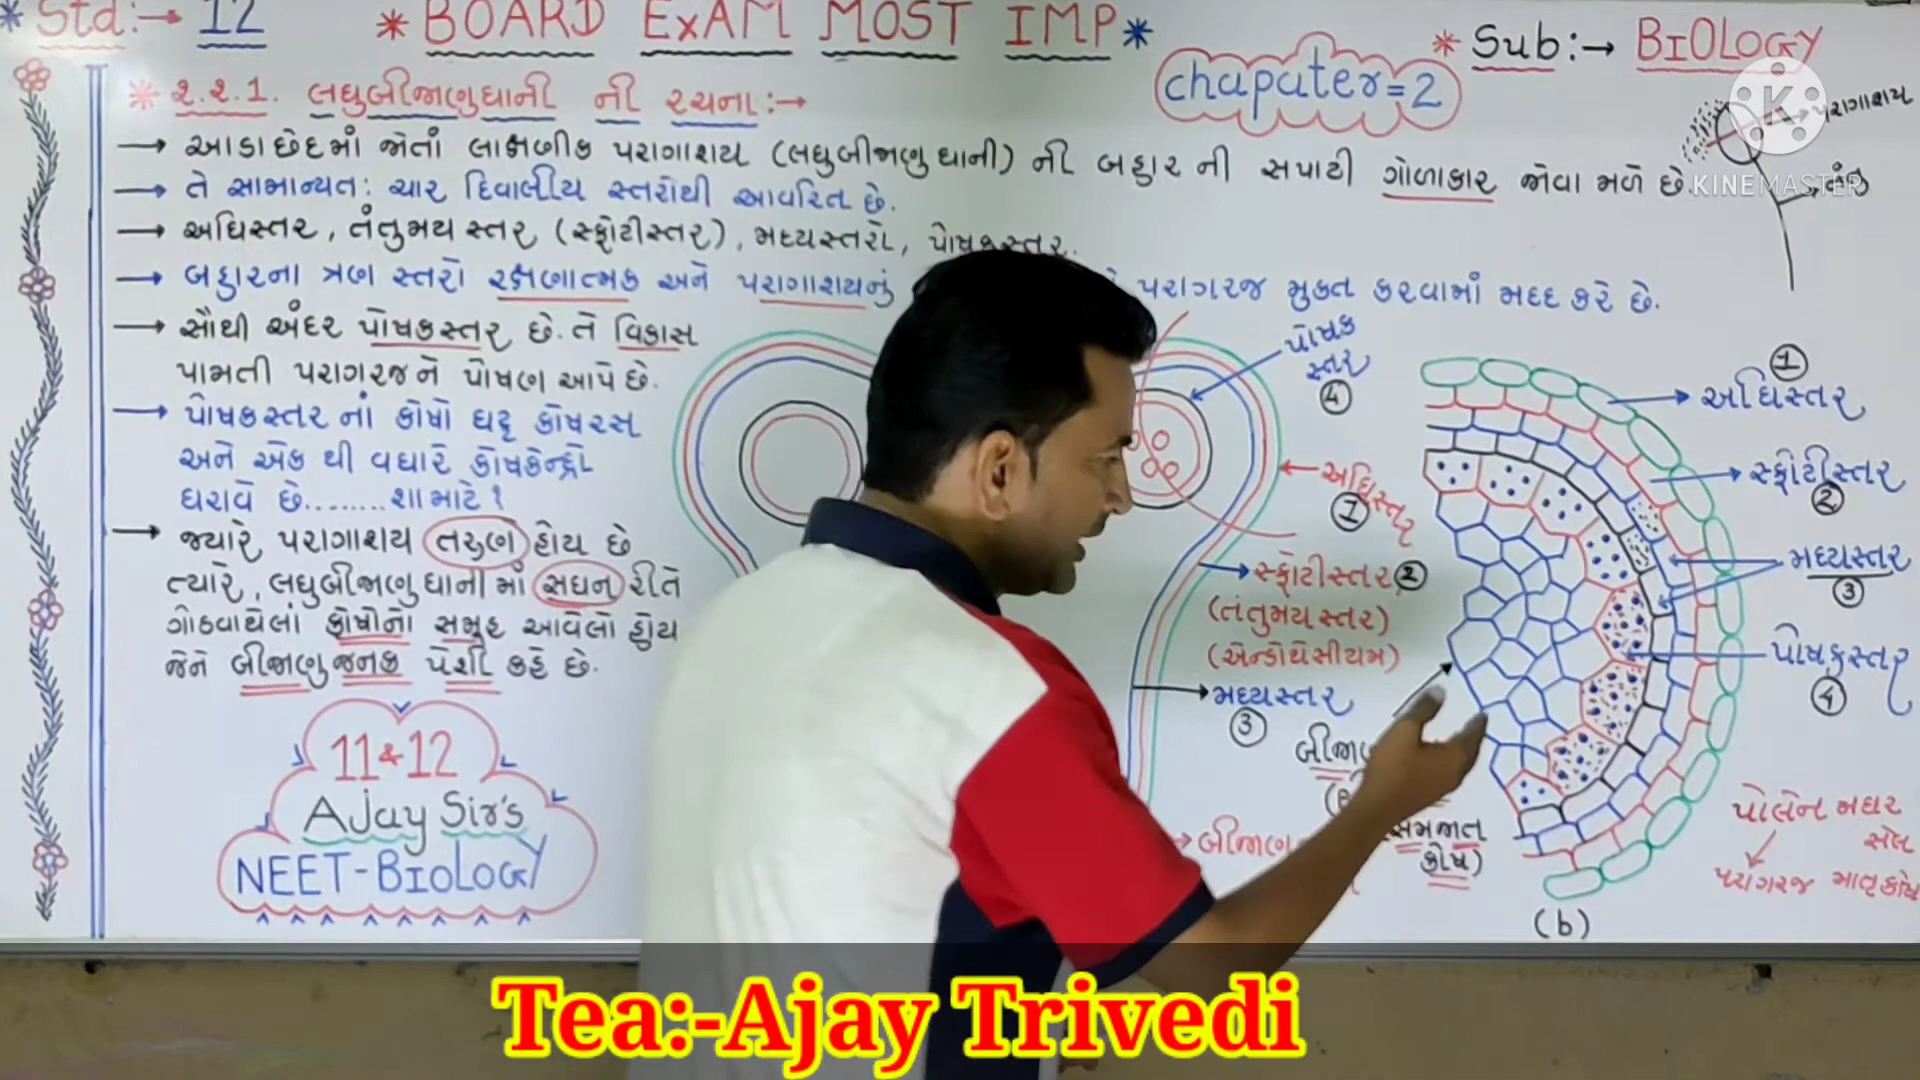 * Std:→ 12 * BOARD ExAM MOST IMP * * Sub:→ BIOLOGY
chapater=2
* ૨.૨.1. લઘુબીજાણુધાની ની રચના:→
→ આડાછેદમાં જોતાં લાક્ષણીક પરાગાશય (લઘુબીજાણુ ધાની) ની બહાર ની સપાટી ગોળાકાર જોવા મળે છે.
→ તે સામાન્યત: ચાર દિવાલીય સ્તરોથી આવરિત છે.
→ અધિસ્તર, તંતુમય સ્તર (સ્ફોટીસ્તર), મધ્યસ્તરો, પોષકસ્તર.
→ બહારના ત્રણ સ્તરો રક્ષણાત્મક અને પરાગાશયનું પરાગરજ મુક્ત કરવામાં મદદ કરે છે.
→ સૌથી અંદર પોષકસ્તર છે. તે વિકાસ
પામતી પરાગરજને પોષણ આપે છે.
→ પોષકસ્તર નાં કોષો ઘટ્ટ કોષરસ
અને એક થી વધારે કોષકેન્દ્રો
ધરાવે છે........શા માટે?
→ જ્યારે પરાગાશય તરુણ હોય છે
ત્યારે, લઘુબીજાણુ ધાની માં સઘન રીતે
ગોઠવાયેલાં કોષોનો સમૂહ આવેલો હોય
જેને બીજાણુજનક પેશી કહે છે.
11 & 12
Ajay Sir's
NEET-BIOLOGY
પરાગાશય
KINEMASTER
પોષક
સ્તર
4
અધિસ્તર
1
→ સ્ફોટીસ્તર 2
(તંતુમય સ્તર)
(એન્ડોથેસીયમ)
→ મધ્યસ્તર
3
સમજાત
કોષ)
1
→ અધિસ્તર
→ સ્ફોટીસ્તર
2
મધ્યસ્તર
3
પોષકસ્તર
4
પોલેન મધર
સેલ
પરાગરજ માતૃકોષ
(b)
Tea:-Ajay Trivedi